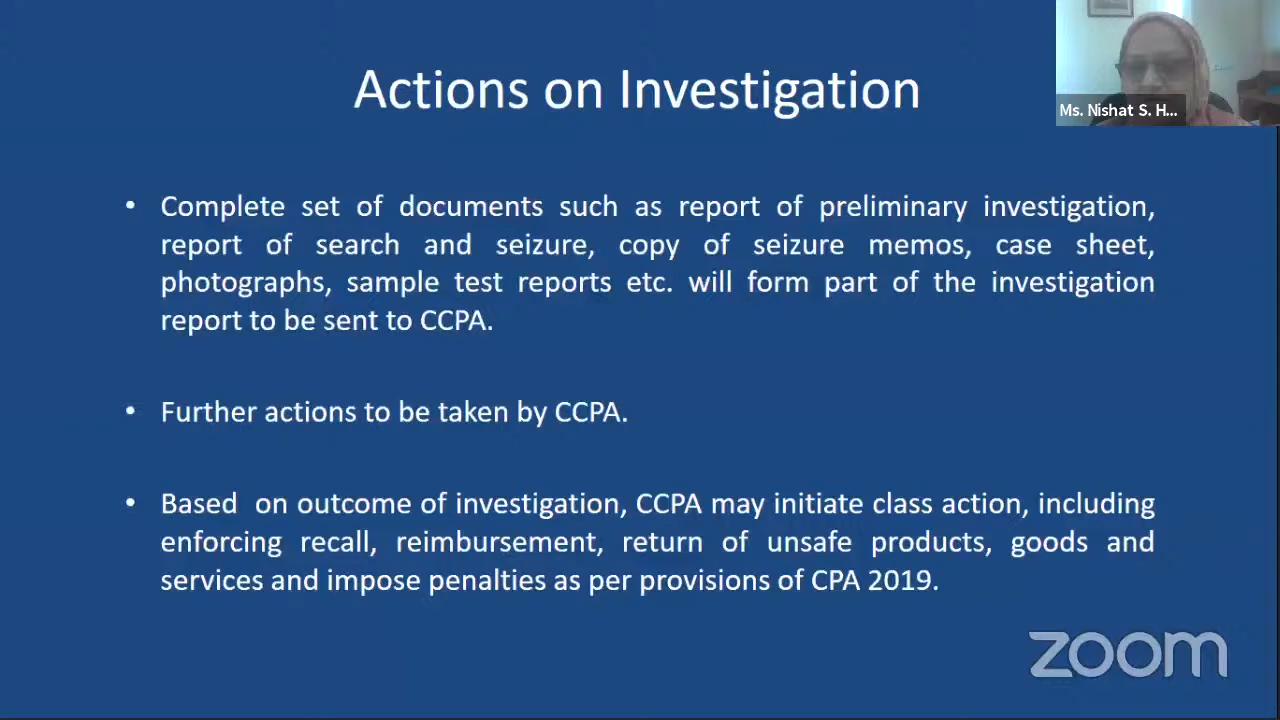 Actions on Investigation
Ms. Nishat S. H...
• Complete set of documents such as report of preliminary investigation,
report of search and seizure, copy of seizure memos, case sheet,
photographs, sample test reports etc. will form part of the investigation
report to be sent to CCPA.
• Further actions to be taken by CCPA.
• Based on outcome of investigation, CCPA may initiate class action, including
enforcing recall, reimbursement, return of unsafe products, goods and
services and impose penalties as per provisions of CPA 2019.
zoom